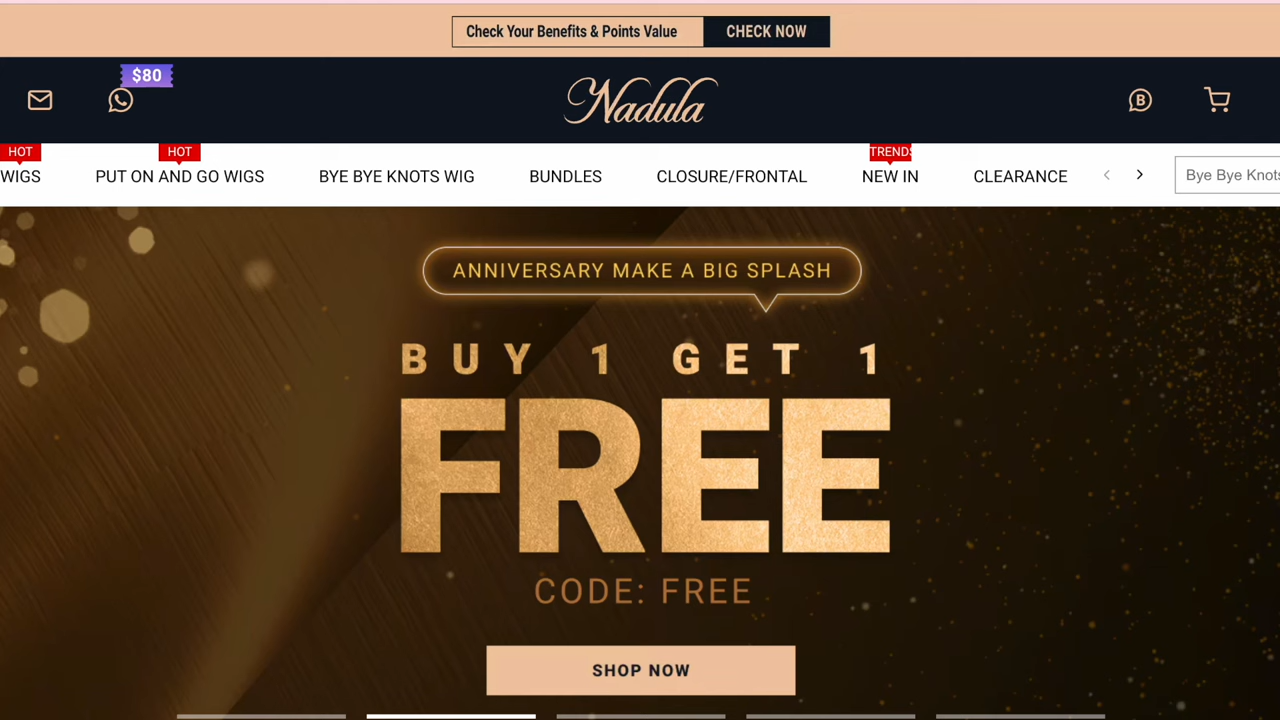 Check Your Benefits & Points Value CHECK NOW
$80
Nadula
B
HOT HOT TRENDS
WIGS PUT ON AND GO WIGS BYE BYE KNOTS WIG BUNDLES CLOSURE/FRONTAL NEW IN CLEARANCE Bye Bye Knots
ANNIVERSARY MAKE A BIG SPLASH
BUY 1 GET 1
FREE
CODE: FREE
SHOP NOW